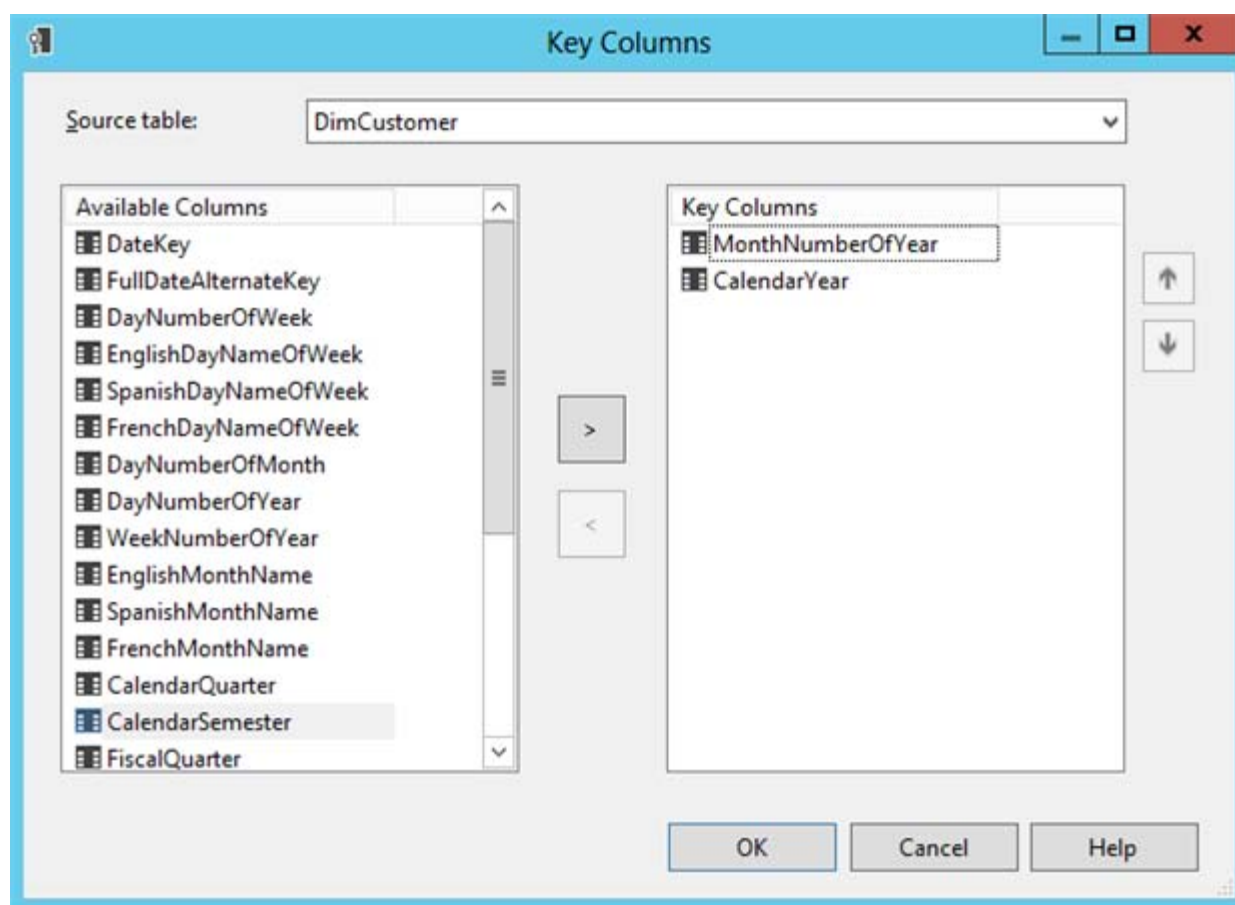 Key Columns
Source table:
DimCustomer
Available Columns
DateKey
FullDateAlternateKey
DayNumberOfWeek
EnglishDayNameOfWeek
SpanishDayNameOfWeek
FrenchDayNameOfWeek
DayNumberOfMonth
DayNumberOfYear
WeekNumberOfYear
EnglishMonthName
SpanishMonthName
FrenchMonthName
CalendarQuarter
CalendarSemester
FiscalQuarter
>
<
Key Columns
MonthNumberOfYear
CalendarYear
OK
Cancel
Help